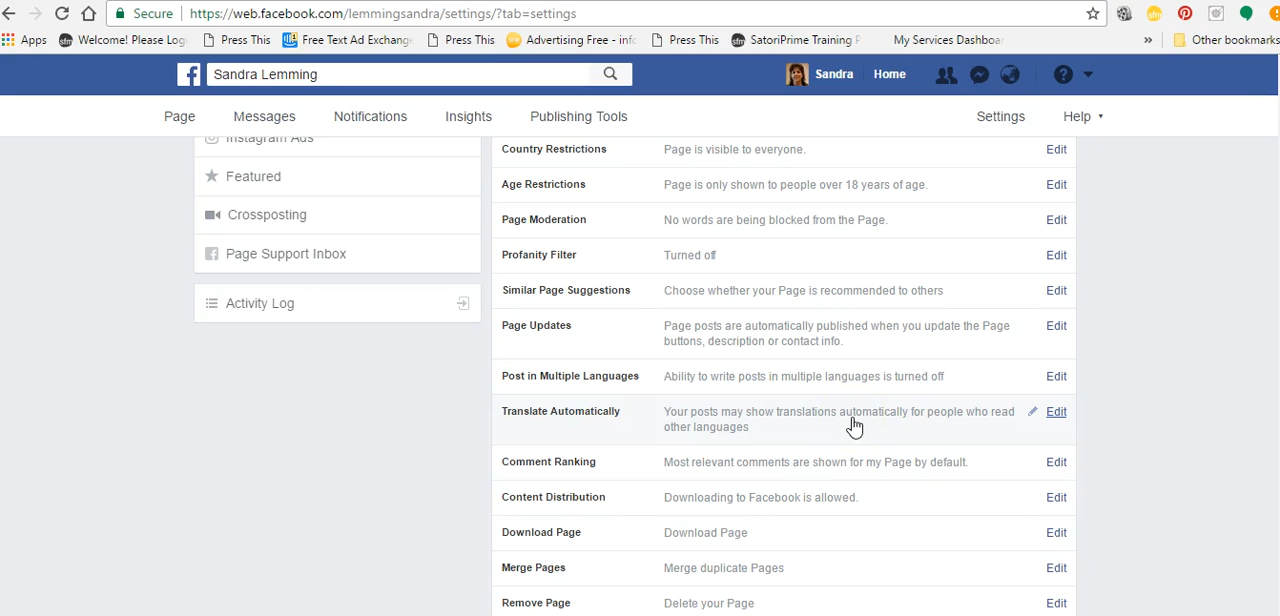 Secure https://web.facebook.com/lemmingsandra/settings/?tab=settings
Apps Welcome! Please Log Press This Free Text Ad Exchange Press This Advertising Free - info Press This SatoriPrime Training P My Services Dashboar » Other bookmarks
Sandra Lemming Sandra Home
Page Messages Notifications Insights Publishing Tools Settings Help
Instagram Ads
Featured
Crossposting
Page Support Inbox
Activity Log
Country Restrictions Page is visible to everyone. Edit
Age Restrictions Page is only shown to people over 18 years of age. Edit
Page Moderation No words are being blocked from the Page. Edit
Profanity Filter Turned off Edit
Similar Page Suggestions Choose whether your Page is recommended to others Edit
Page Updates Page posts are automatically published when you update the Page Edit
buttons, description or contact info.
Post in Multiple Languages Ability to write posts in multiple languages is turned off Edit
Translate Automatically Your posts may show translations automatically for people who read Edit
other languages
Comment Ranking Most relevant comments are shown for my Page by default. Edit
Content Distribution Downloading to Facebook is allowed. Edit
Download Page Download Page Edit
Merge Pages Merge duplicate Pages Edit
Remove Page Delete your Page Edit